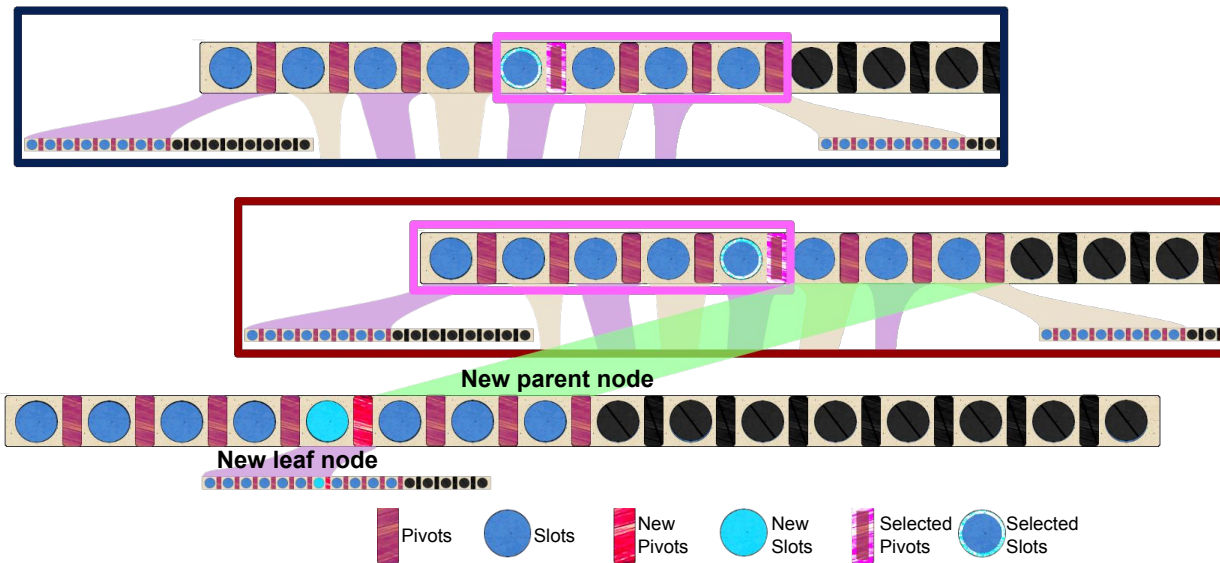 New parent node
New leaf node
Pivots
Slots
New
Pivots
New
Slots
Selected
Pivots
Selected
Slots